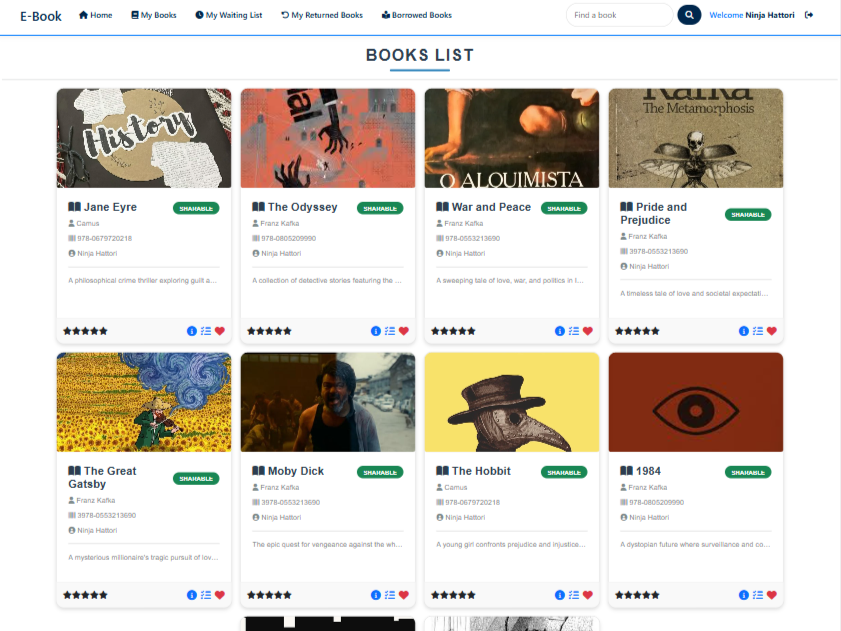 E-Book
Home
My Books
My Waiting List
My Returned Books
Borrowed Books
Find a book
Welcome Ninja Hattori
BOOKS LIST
History
Kafka
The Metamorphosis
O ALQUIMISTA
Jane Eyre
SHARABLE
Camus
978-0679720218
Ninja Hattori
A philosophical crime thriller exploring guilt a...
The Odyssey
SHARABLE
Franz Kafka
978-0805209990
Ninja Hattori
A collection of detective stories featuring the ...
War and Peace
SHARABLE
Franz Kafka
978-0553213690
Ninja Hattori
A sweeping tale of love, war, and politics in I...
Pride and
Prejudice
SHARABLE
Franz Kafka
3978-0553213690
Ninja Hattori
A timeless tale of love and societal expectati...
The Great
Gatsby
SHARABLE
Franz Kafka
3978-0553213690
Ninja Hattori
A mysterious millionaire's tragic pursuit of lov...
Moby Dick
SHARABLE
Franz Kafka
3978-0553213690
Ninja Hattori
The epic quest for vengeance against the wh...
The Hobbit
SHARABLE
Camus
978-0679720218
Ninja Hattori
A young girl confronts prejudice and injustice...
1984
SHARABLE
Franz Kafka
978-0805209990
Ninja Hattori
A dystopian future where surveillance and co...